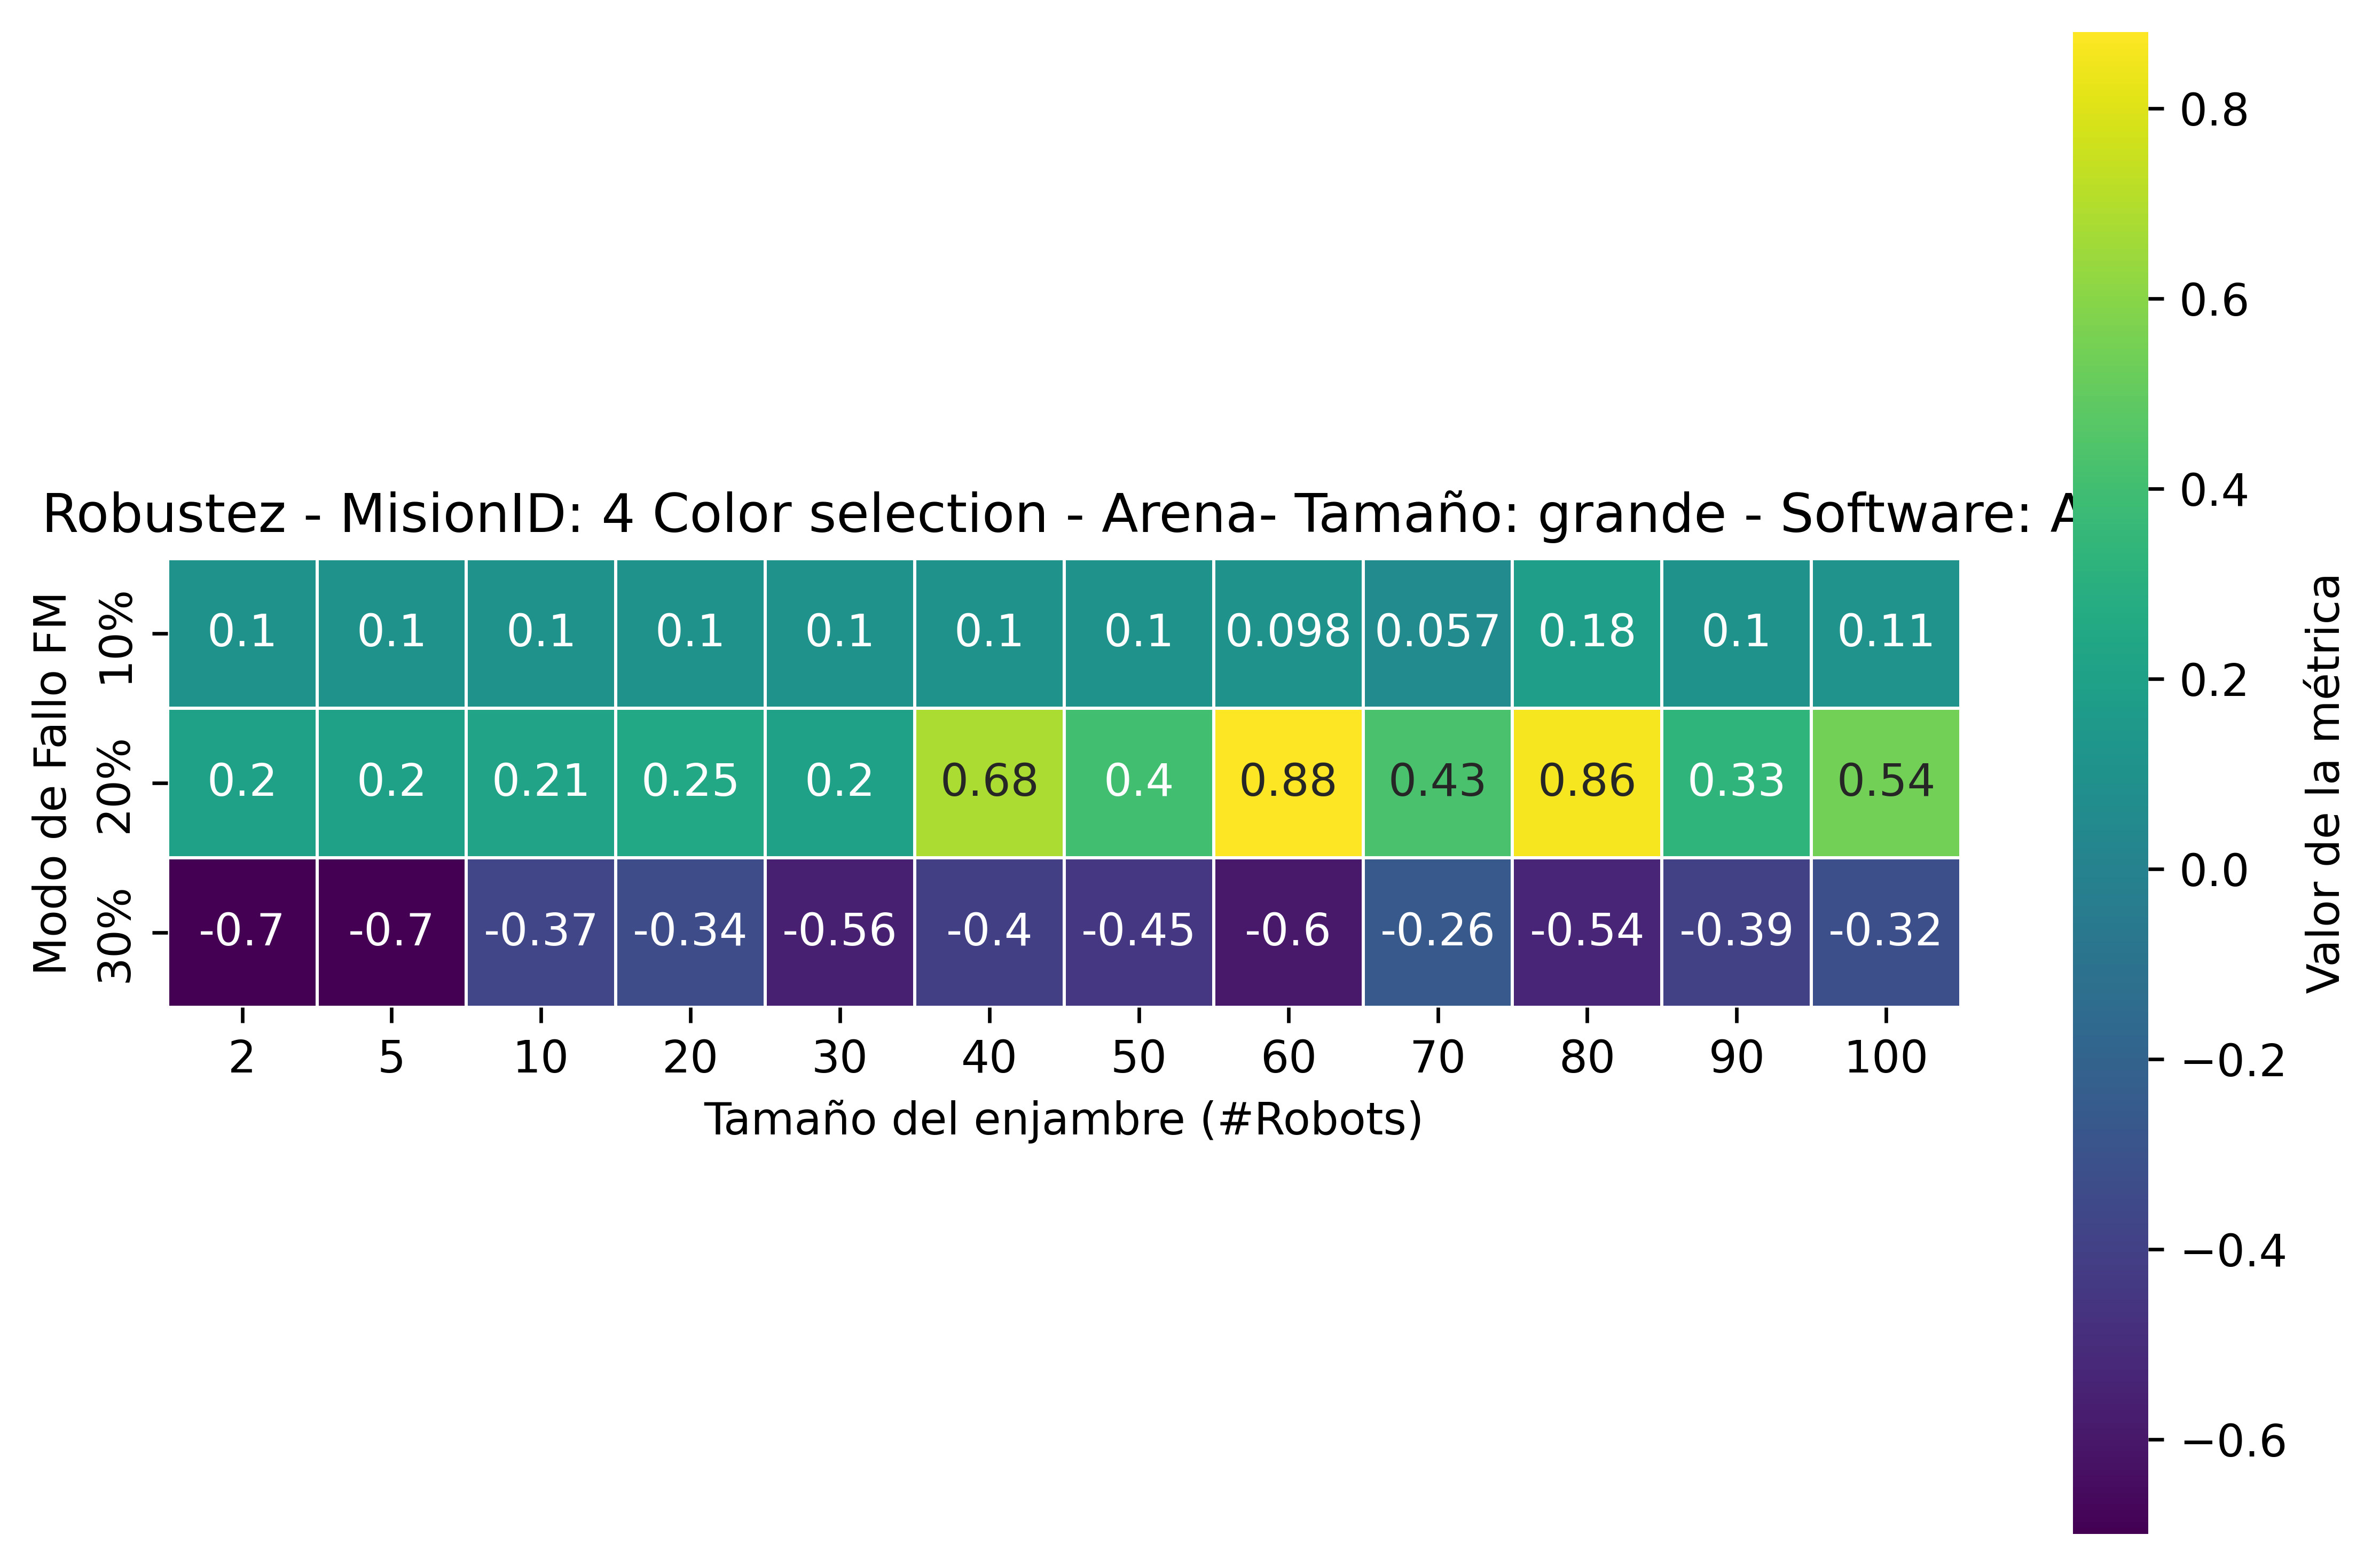 Robustez - MisionID: 4 Color selection - Arena- Tamaño: grande - Software:
Modo de Fallo FM
10%
0.1 0.1 0.1 0.1 0.1 0.1 0.1 0.098 0.057 0.18 0.1 0.11
20%
0.2 0.2 0.21 0.25 0.2 0.68 0.4 0.88 0.43 0.86 0.33 0.54
30%
-0.7 -0.7 -0.37 -0.34 -0.56 -0.4 -0.45 -0.6 -0.26 -0.54 -0.39 -0.32
2 5 10 20 30 40 50 60 70 80 90 100
Tamaño del enjambre (#Robots)
0.8
0.6
0.4
0.2
0.0
−0.2
−0.4
−0.6
Valor de la métrica